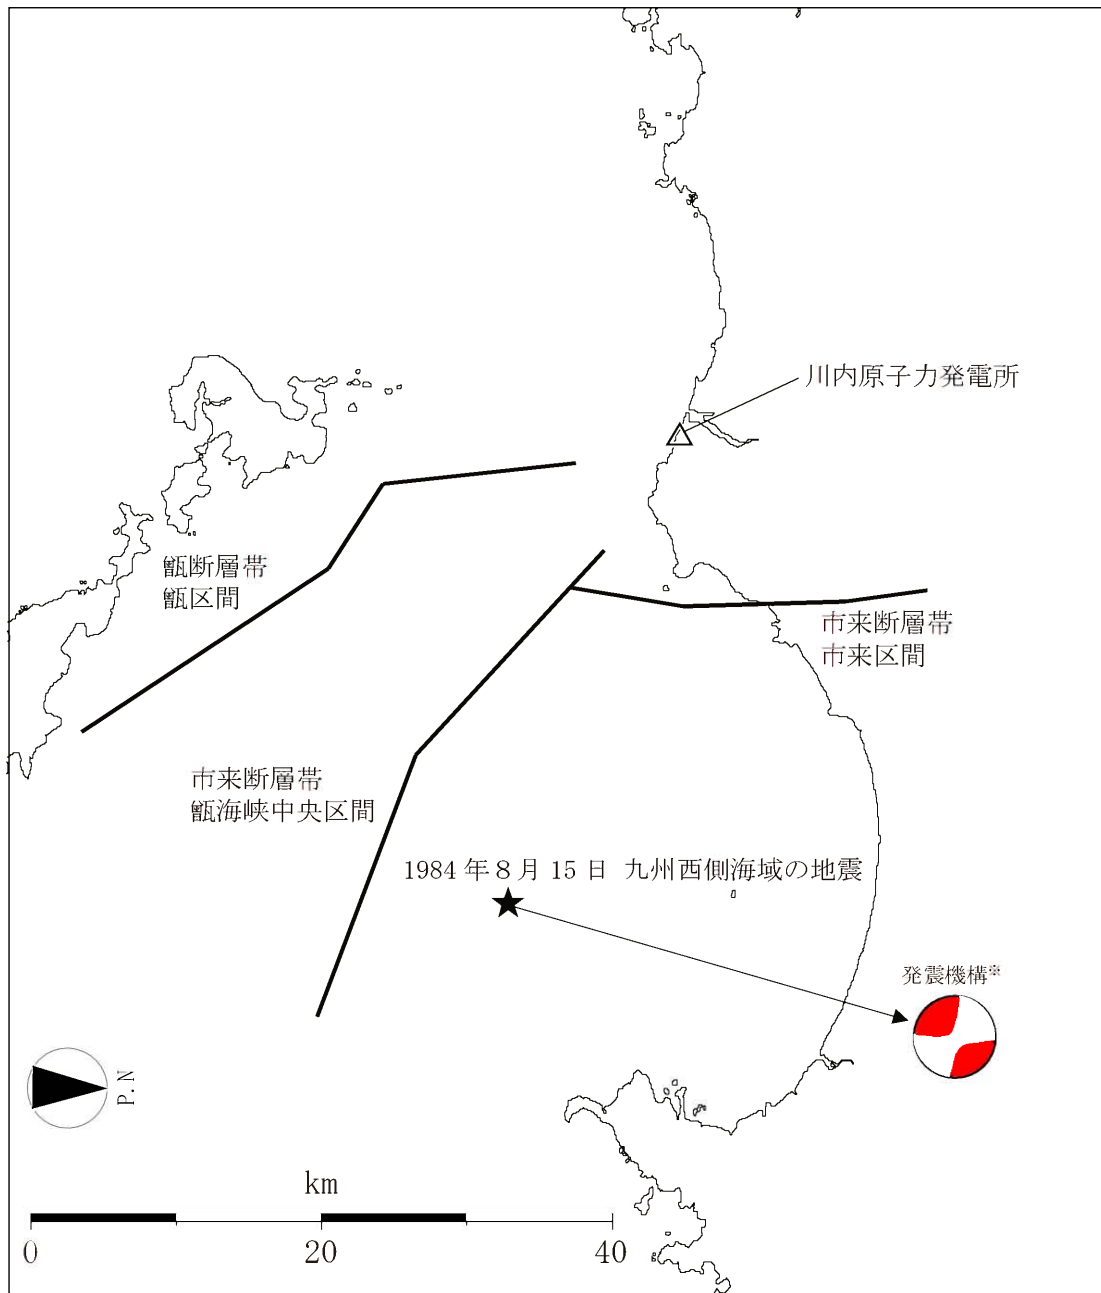 川内原子力発電所
甑断層帯
甑区間
市来断層帯
市来区間
市来断層帯
甑海峡中央区間
1984年8月15日 九州西側海域の地震
発震機構※
P.N
km
0 20 40